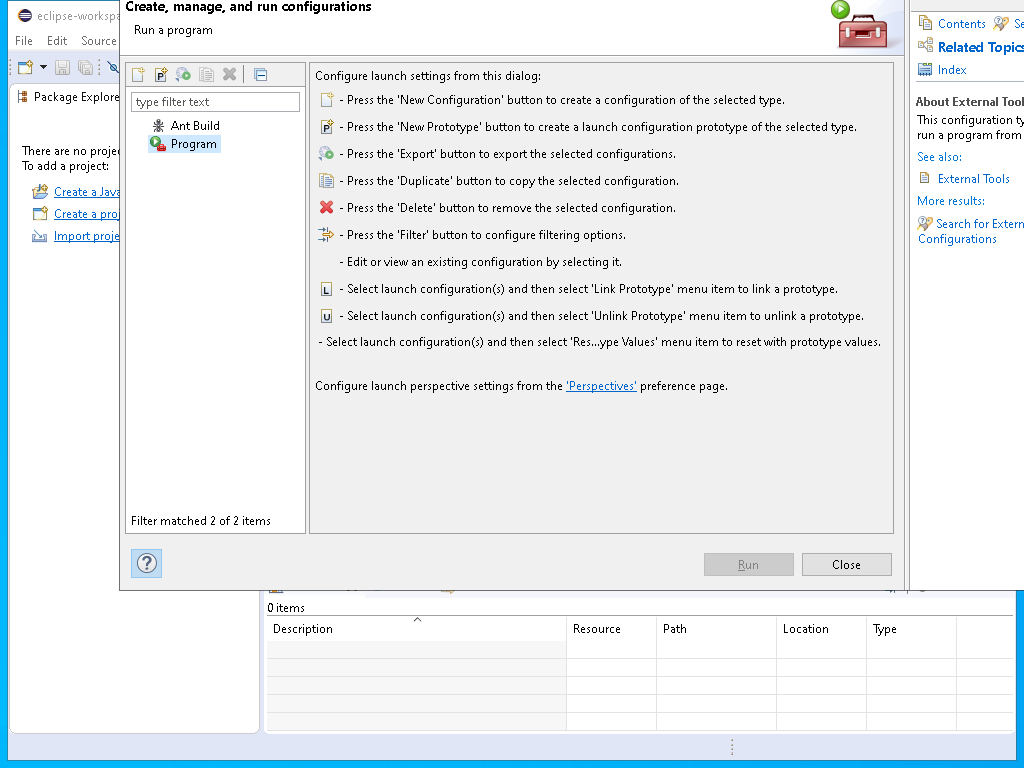 eclipse-workspa
File Edit Source
Package Explore
There are no projec
To add a project:
Create a Java
Create a proj
Import proje
Create, manage, and run configurations
Run a program
type filter text
Ant Build
Program
Filter matched 2 of 2 items
Configure launch settings from this dialog:
- Press the 'New Configuration' button to create a configuration of the selected type.
- Press the 'New Prototype' button to create a launch configuration prototype of the selected type.
- Press the 'Export' button to export the selected configurations.
- Press the 'Duplicate' button to copy the selected configuration.
- Press the 'Delete' button to remove the selected configuration.
- Press the 'Filter' button to configure filtering options.
- Edit or view an existing configuration by selecting it.
- Select launch configuration(s) and then select 'Link Prototype' menu item to link a prototype.
- Select launch configuration(s) and then select 'Unlink Prototype' menu item to unlink a prototype.
- Select launch configuration(s) and then select 'Res...ype Values' menu item to reset with prototype values.
Configure launch perspective settings from the 'Perspectives' preference page.
Run Close
Contents Se
Related Topics
Index
About External Tool
This configuration ty
run a program from
See also:
External Tools
More results:
Search for Extern
Configurations
0 items
Description Resource Path Location Type